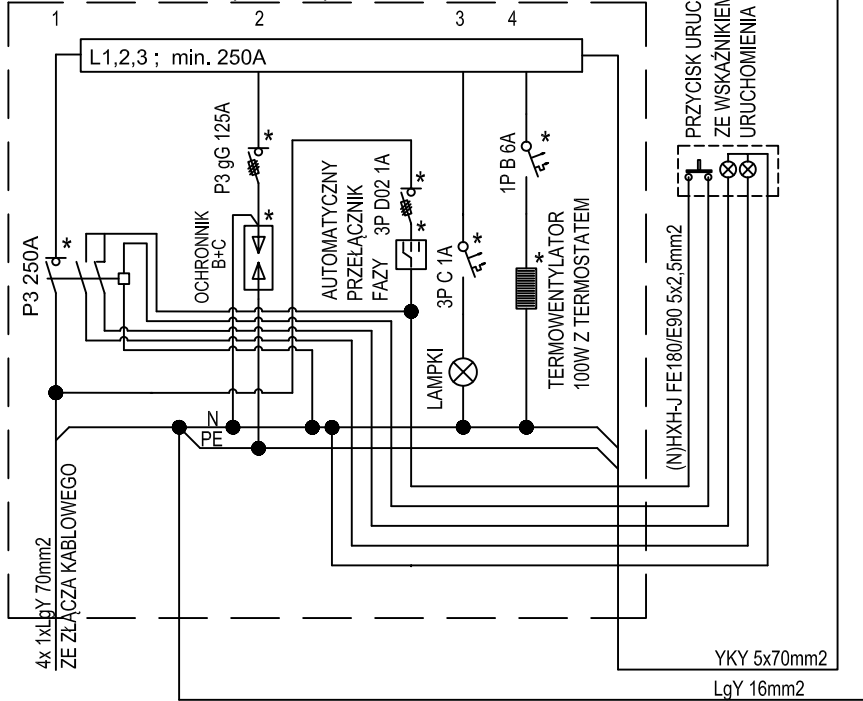 1
2
3
4
L1,2,3 ; min. 250A
P3 250A
*
P3 gG 125A
*
OCHRONNIK
B+C
*
AUTOMATYCZNY
PRZEŁĄCZNIK
FAZY
3P D02 1A
*
*
3P C 1A
*
LAMPKI
1P B 6A
*
*
TERMOWENTYLATOR
100W Z TERMOSTATEM
PRZYCISK URUC
ZE WSKAŹNIKIEM
URUCHOMIENIA
(N)HXH-J FE180/E90 5x2,5mm2
N
PE
4x 1xLgY 70mm2
ZE ZŁĄCZA KABLOWEGO
YKY 5x70mm2
LgY 16mm2